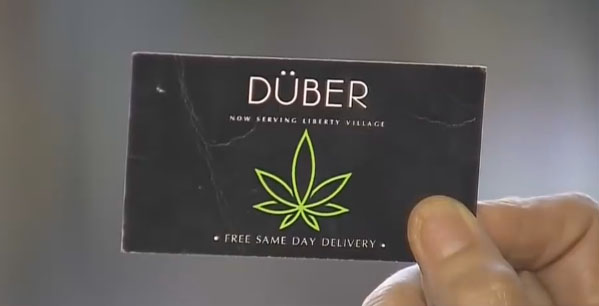 DÜBER
NOW SERVING LIBERTY VILLAGE
• FREE SAME DAY DELIVERY •